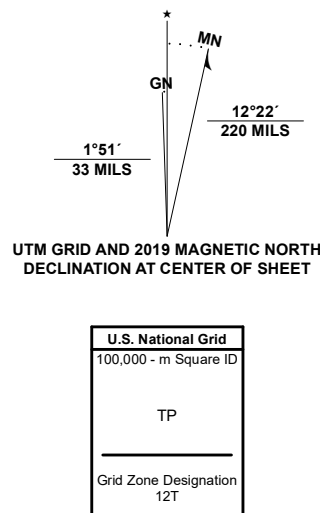 ★
MN
GN
12°22´
220 MILS
1°51´
33 MILS
UTM GRID AND 2019 MAGNETIC NORTH
DECLINATION AT CENTER OF SHEET
U.S. National Grid
100,000 - m Square ID
TP
Grid Zone Designation
12T